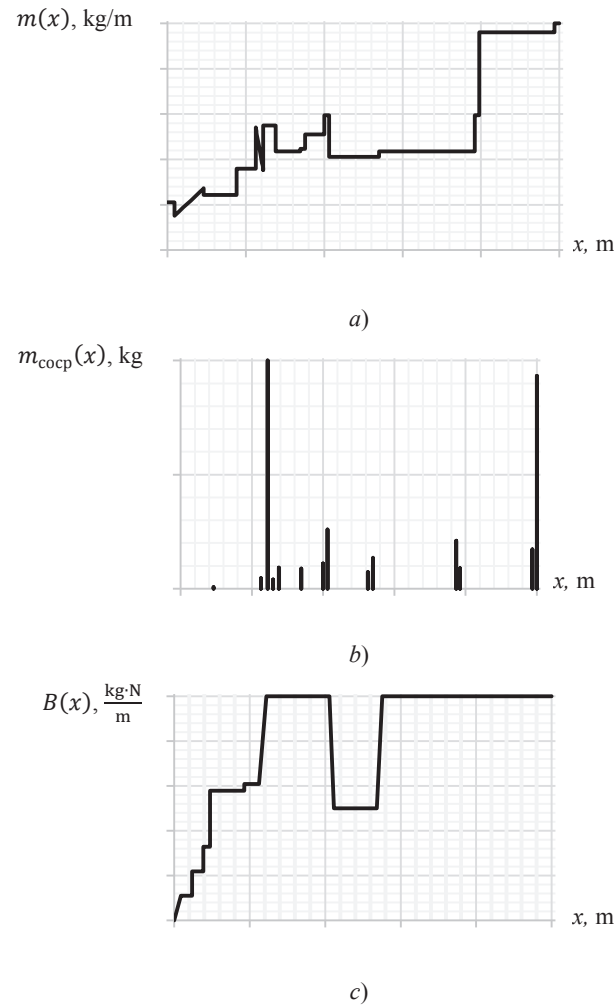 m(x), kg/m
x, m
a)
m_cocp(x), kg
x, m
b)
B(x), kg·N/m
x, m
c)